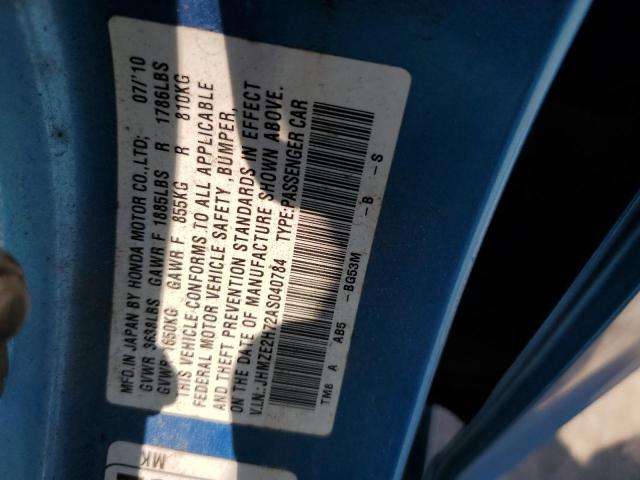 MFD.IN JAPAN BY HONDA MOTOR CO.,LTD; 07/'10
GVWR 3638LBS GAWR F 1885LBS R 1786LBS
GVWR 1650KG GAWR F 855KG R 810KG
THIS VEHICLE CONFORMS TO ALL APPLICABLE
FEDERAL MOTOR VEHICLE SAFETY ,BUMPER,
AND THEFT PREVENTION STANDARDS IN EFFECT
ON THE DATE OF MANUFACTURE SHOWN ABOVE.
V.I.N.:JHMZE2H72AS040784 TYPE:PASSENGER CAR
TM8 A AB5 -BG53M -B -S
MK